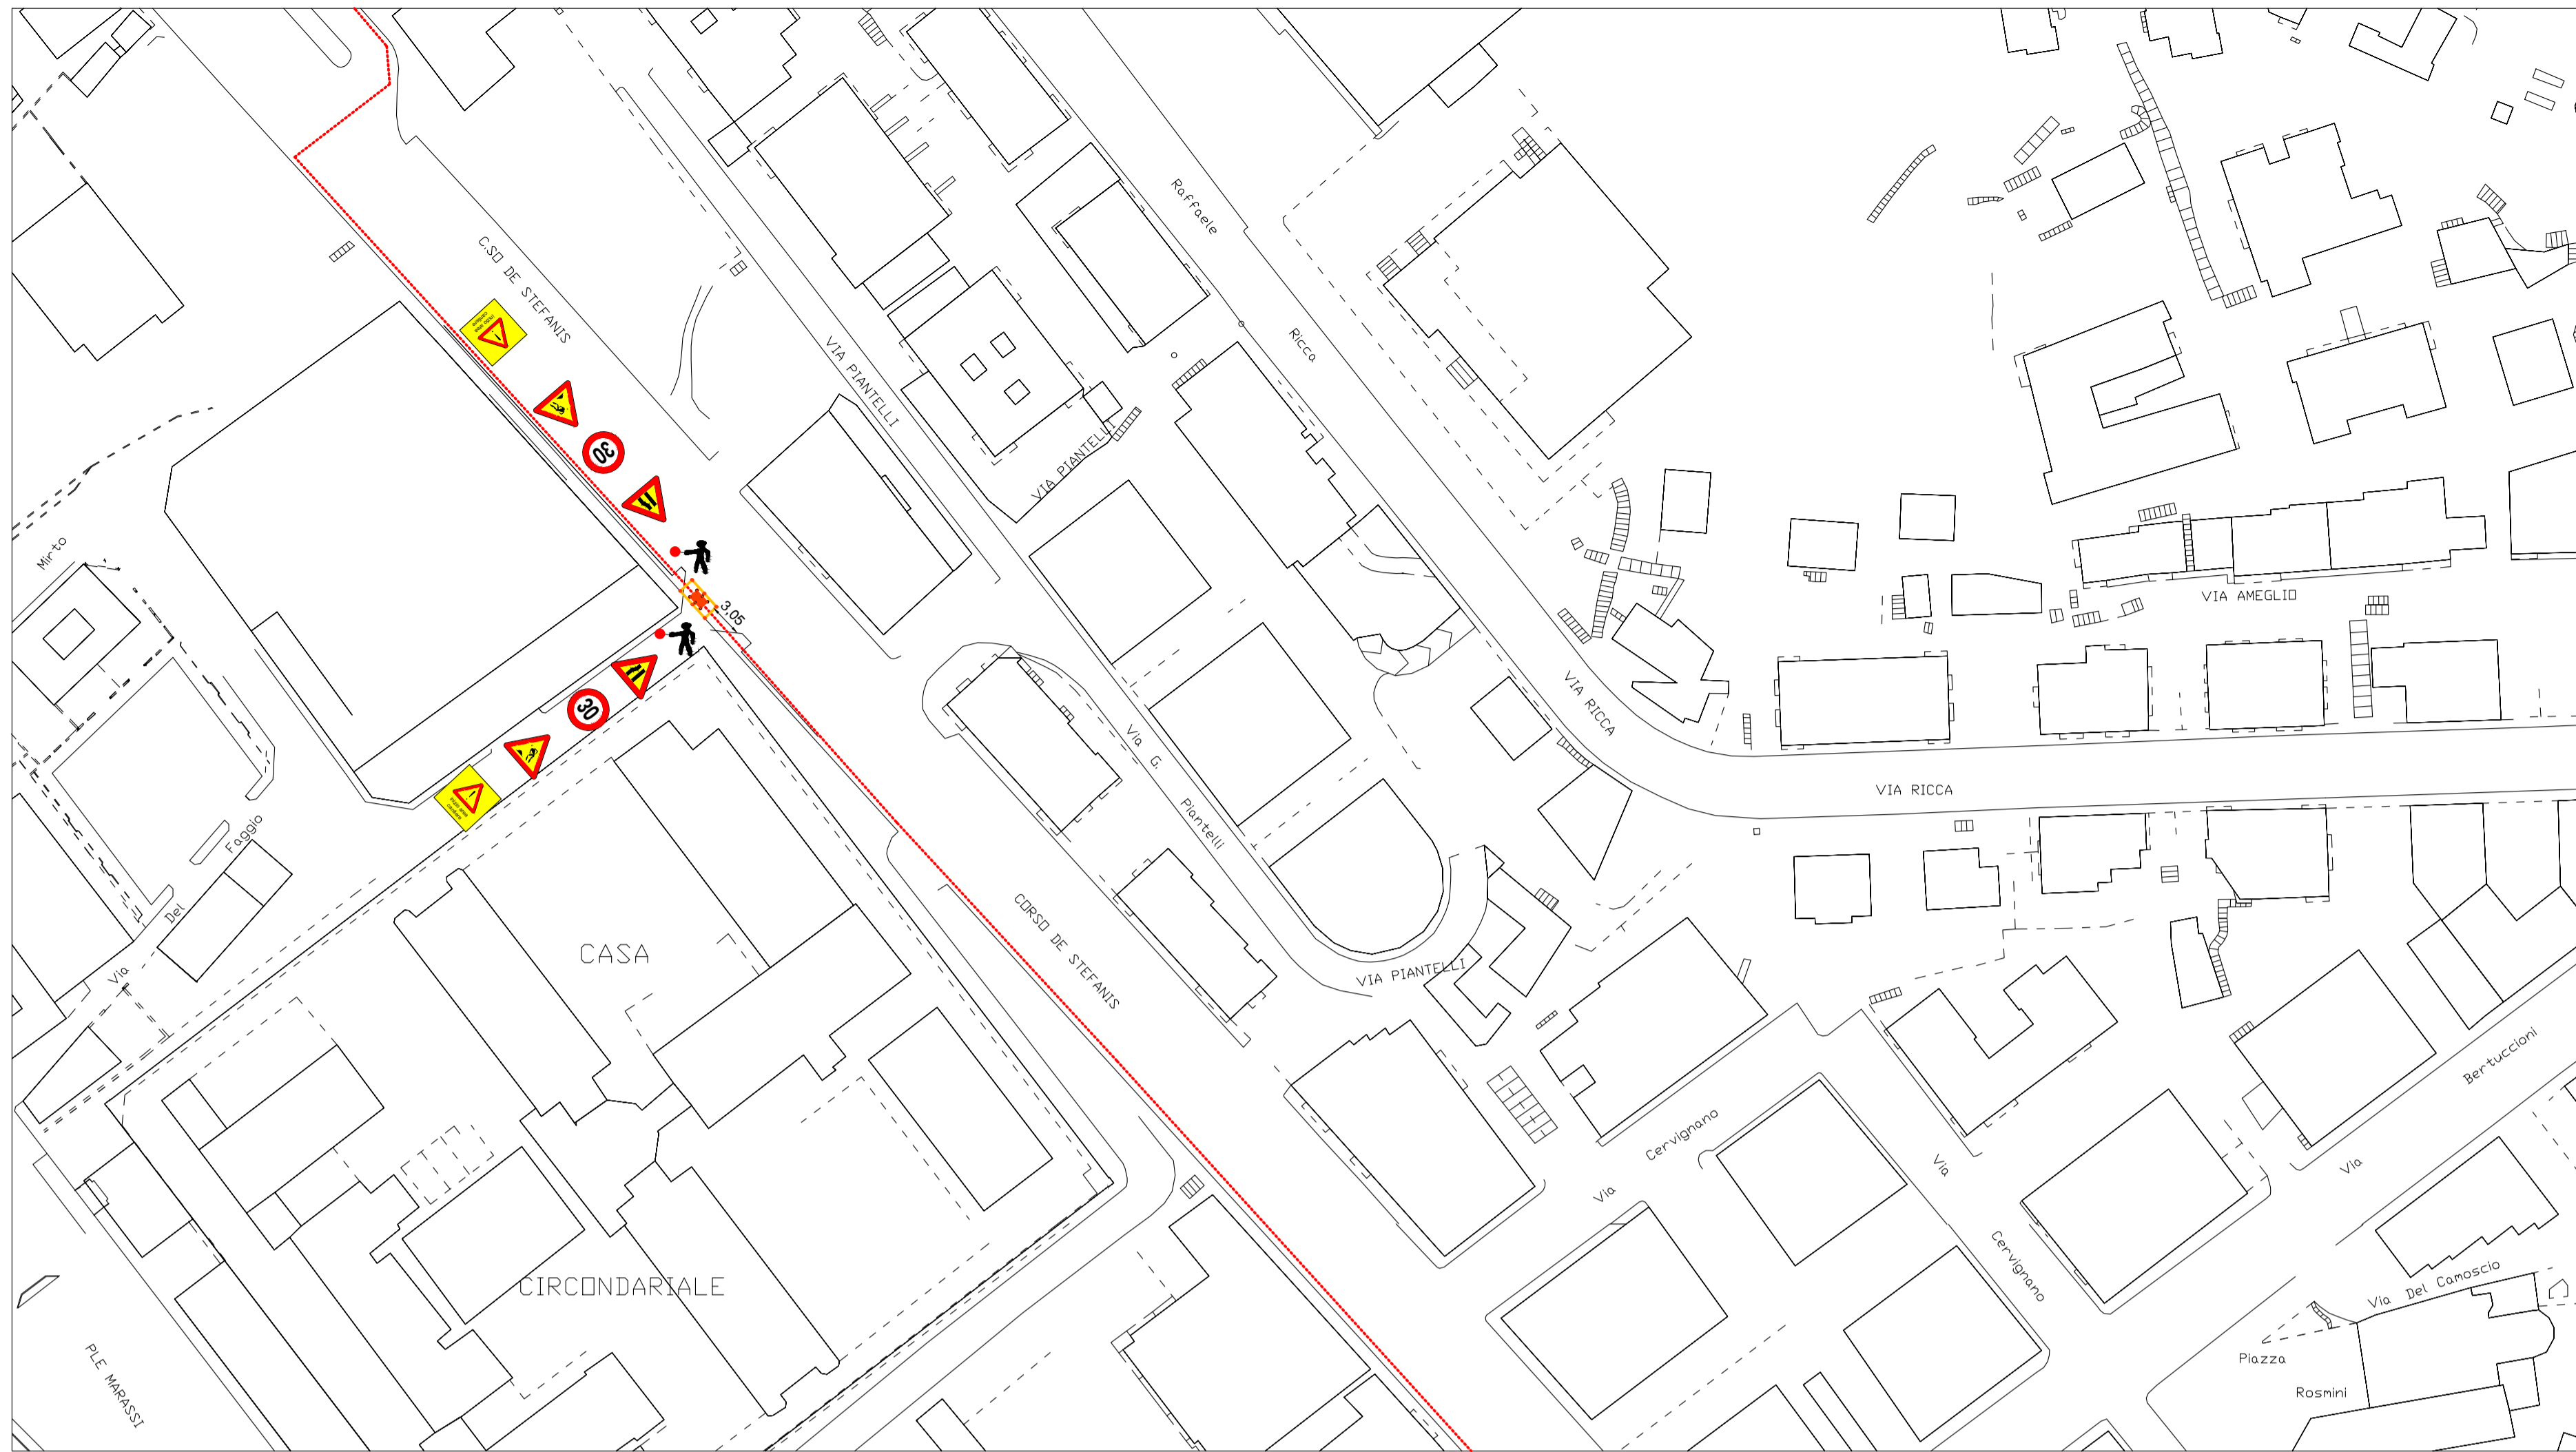 Raffaele
C.SO DE STEFANIS
Ricca
VIA PIANTELLI
VIA PIANTELLI
30
Mirto
3,05
VIA AMEGLIO
VIA RICCA
30
Via G. Piantelli
VIA RICCA
Via Del Faggio
CASA
CORSO DE STEFANIS
VIA PIANTELLI
Bertuccioni
Via
Via
Cervignano
Via
Cervignano
CIRCONDARIALE
Via Del Camoscio
PLE MARASSI
Piazza
Rosmini